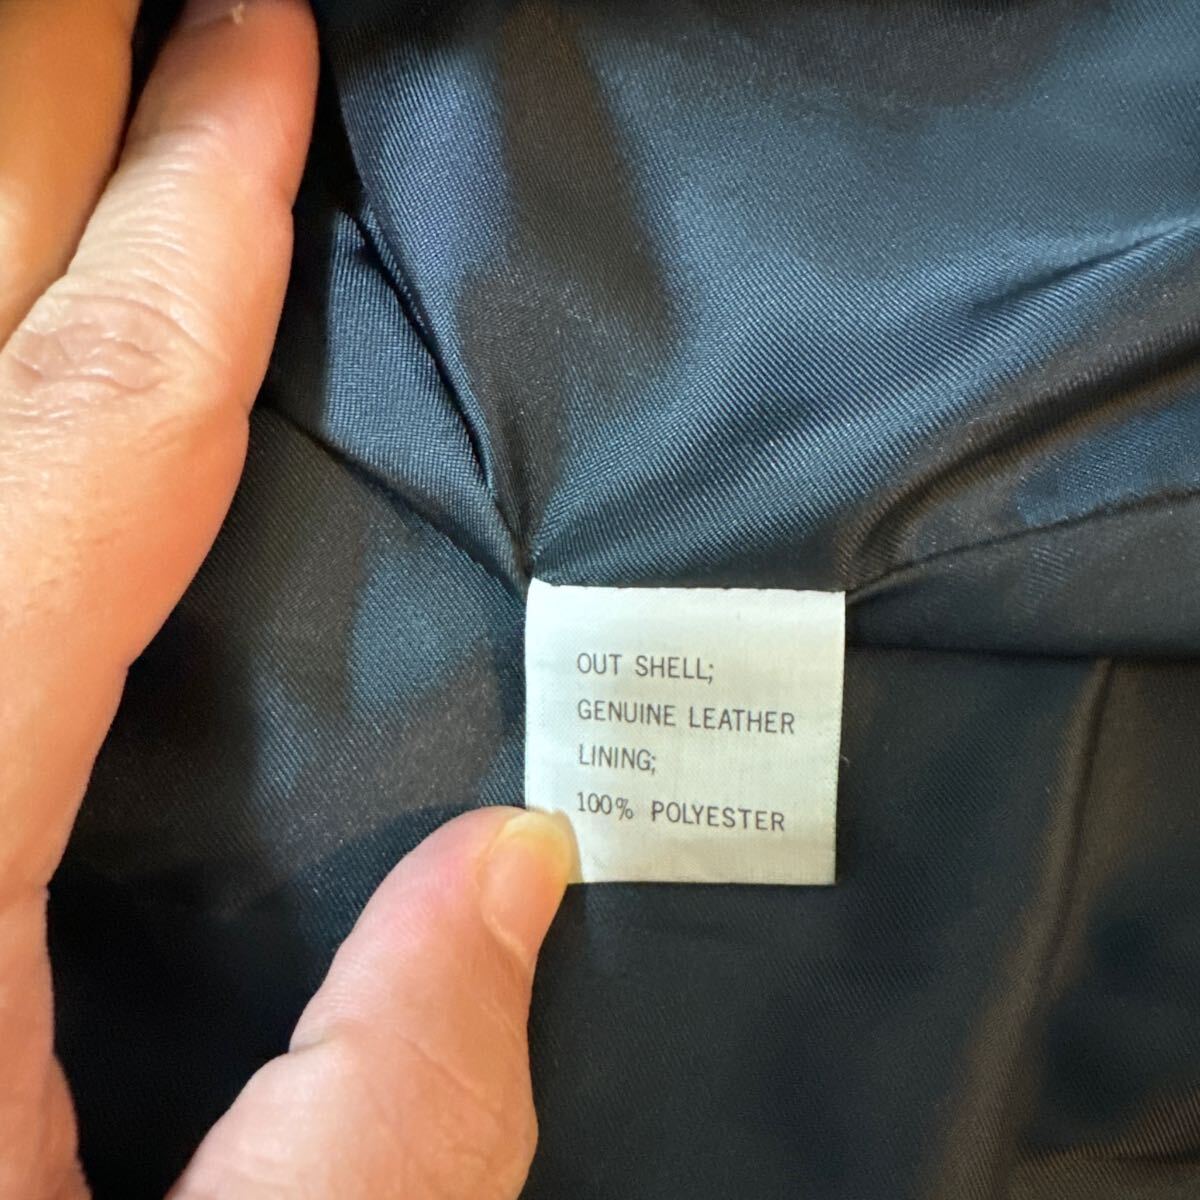 OUT SHELL;
GENUINE LEATHER
LINING;
100% POLYESTER